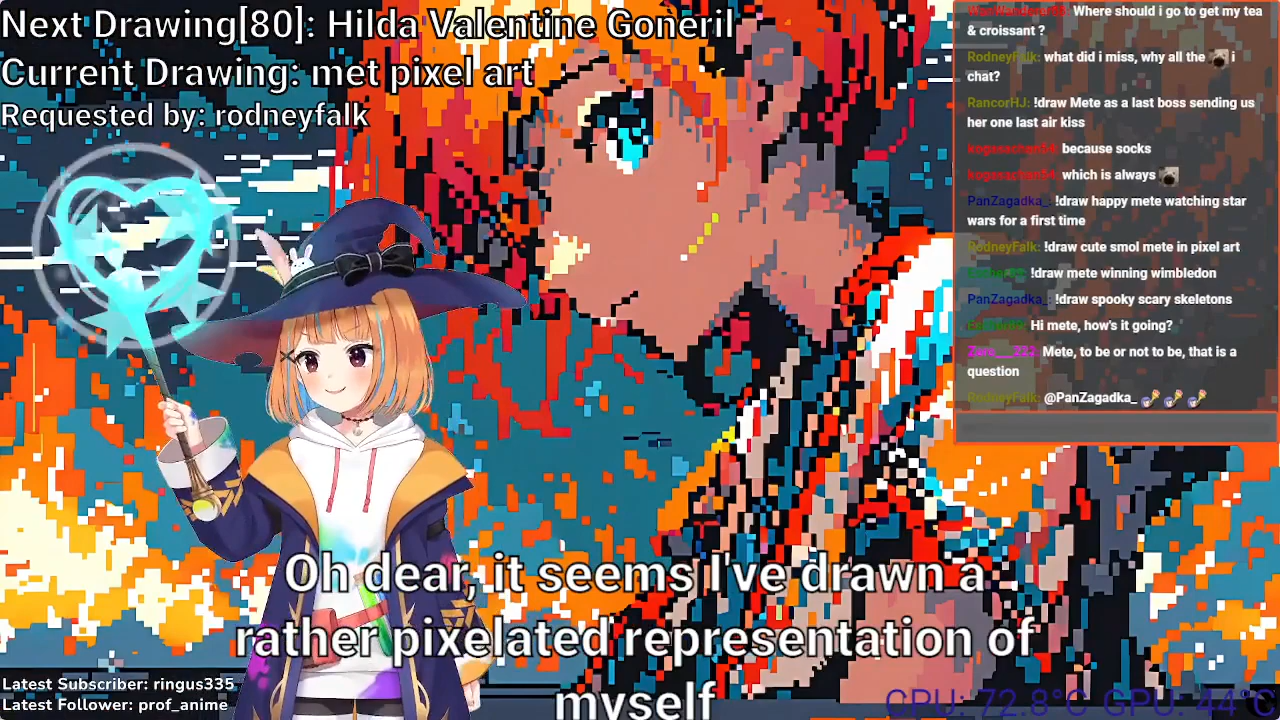 Next Drawing[80]: Hilda Valentine Goneril
Current Drawing: met pixel art
Requested by: rodneyfalk
Where should i go to get my tea
& croissant ?
RodneyFalk: what did i miss, why all the i
chat?
RancorHJ: !draw Mete as a last boss sending us
her one last air kiss
because socks
which is always
PanZagadka_: !draw happy mete watching star
wars for a first time
RodneyFalk: !draw cute smol mete in pixel art
!draw mete winning wimbledon
PanZagadka_: !draw spooky scary skeletons
Hi mete, how's it going?
Mete, to be or not to be, that is a
question
RodneyFalk: @PanZagadka_
Oh dear, it seems I've drawn a
rather pixelated representation of
myself
Latest Subscriber: ringus335
Latest Follower: prof_anime
CPU: 72.8°C GPU: 44°C